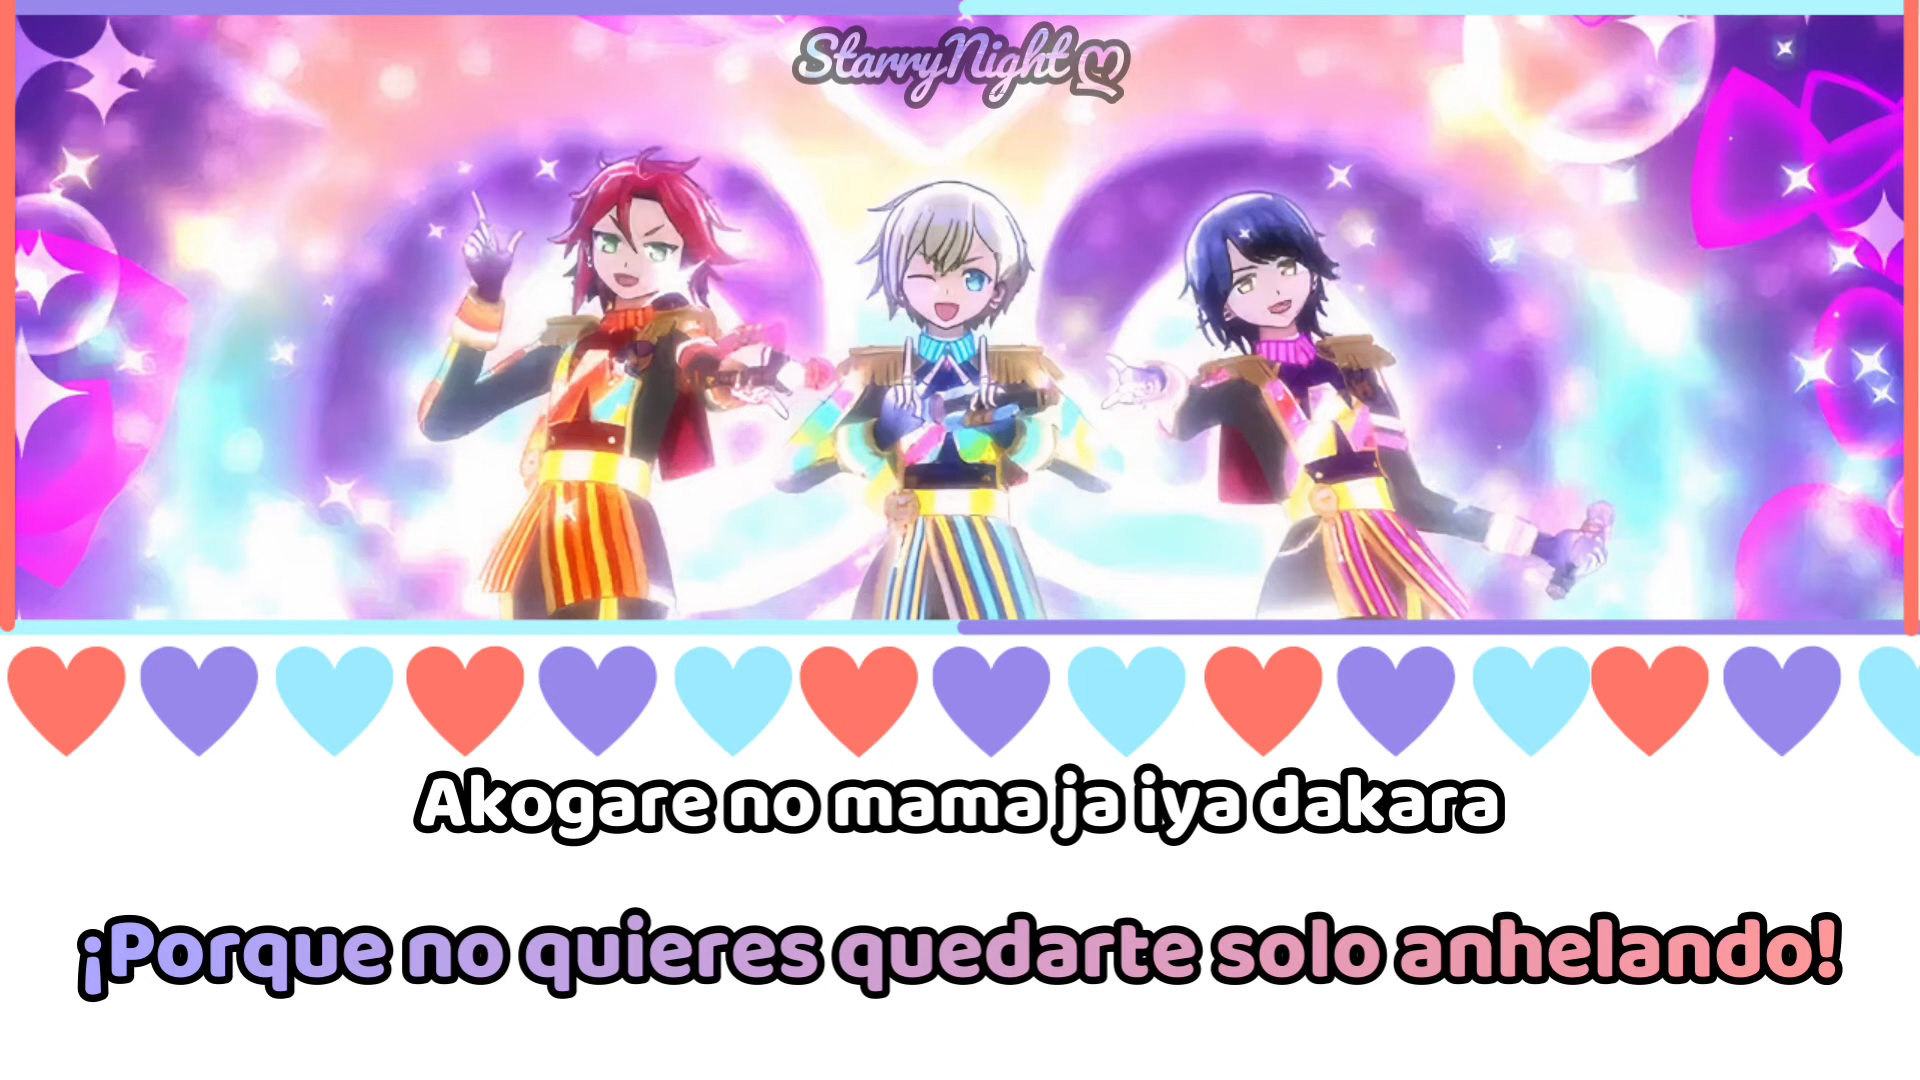 StarryNight
Akogare no mama ja iya dakara
¡Porque no quieres quedarte solo anhelando!